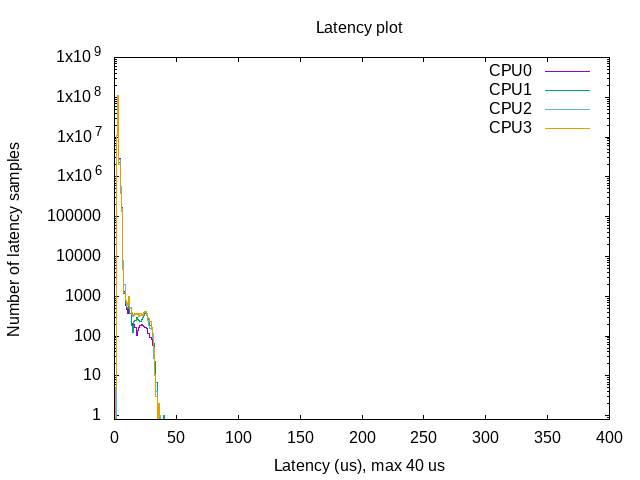 Latency plot
1x10^9
1x10^8
1x10^7
1x10^6
100000
10000
1000
100
10
1
Number of latency samples
CPU0
CPU1
CPU2
CPU3
0 50 100 150 200 250 300 350 400
Latency (us), max 40 us